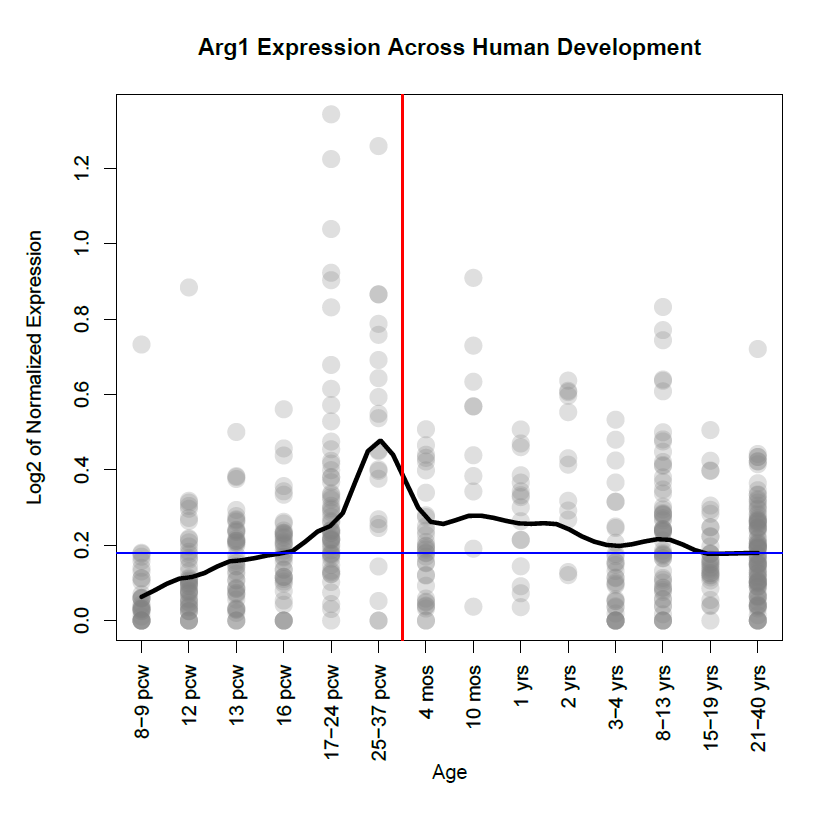 Arg1 Expression Across Human Development
Log2 of Normalized Expression
1.2
1.0
0.8
0.6
0.4
0.2
0.0
8−9 pcw
12 pcw
13 pcw
16 pcw
17−24 pcw
25−37 pcw
4 mos
10 mos
1 yrs
2 yrs
3−4 yrs
8−13 yrs
15−19 yrs
21−40 yrs
Age